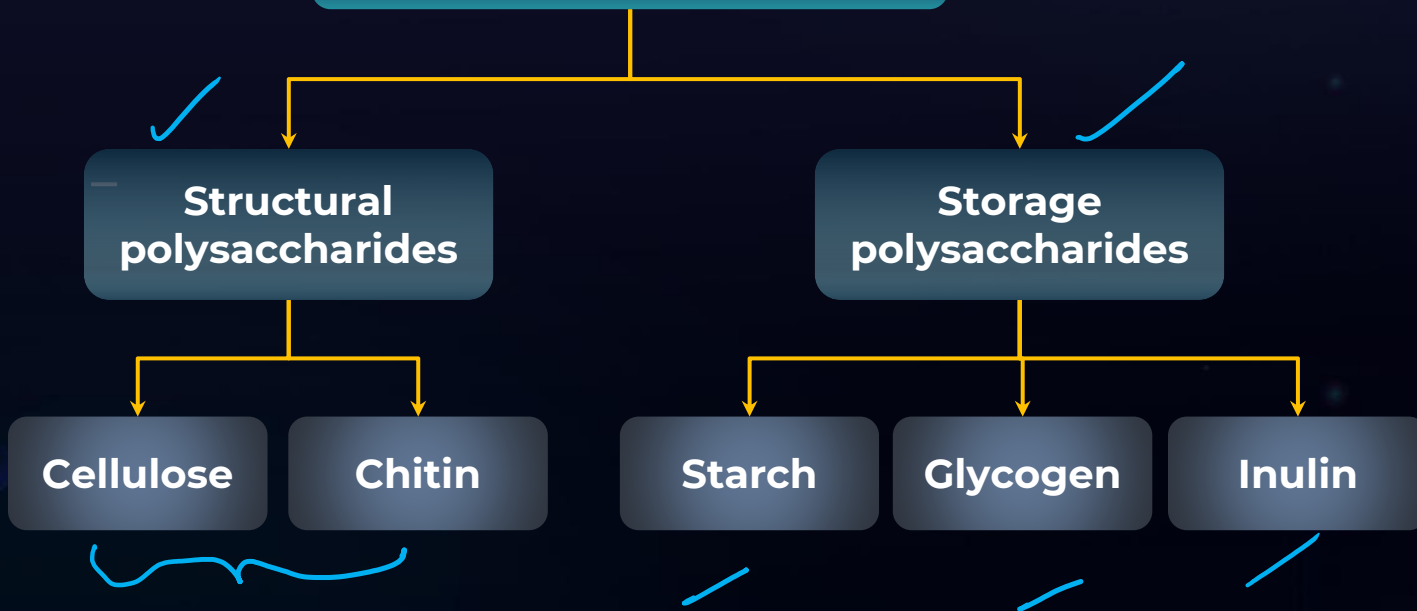 Structural
polysaccharides
Storage
polysaccharides
Cellulose
Chitin
Starch
Glycogen
Inulin